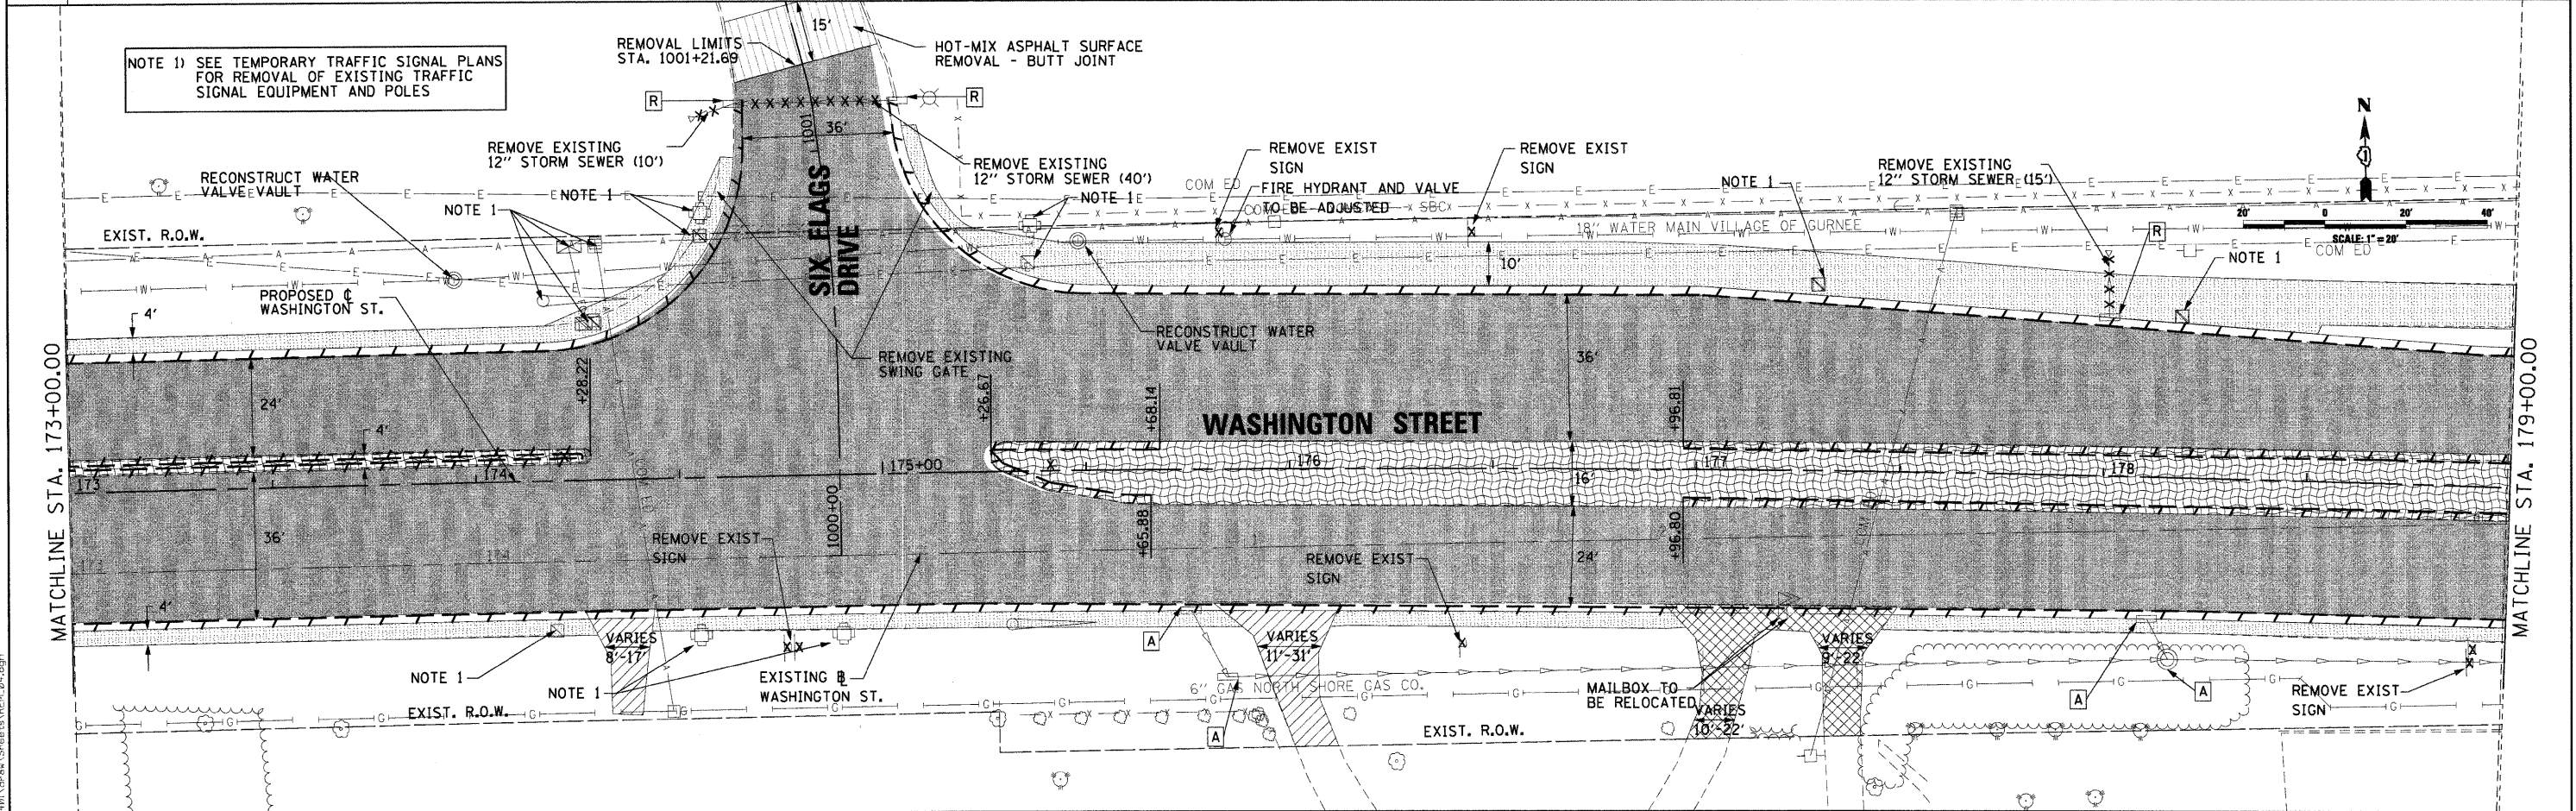 NOTE 1) SEE TEMPORARY TRAFFIC SIGNAL PLANS
FOR REMOVAL OF EXISTING TRAFFIC
SIGNAL EQUIPMENT AND POLES
REMOVAL LIMITS
STA. 1001+21.69
15'
HOT-MIX ASPHALT SURFACE
REMOVAL - BUTT JOINT
R
R
REMOVE EXISTING
12" STORM SEWER (10')
36'
1001
REMOVE EXISTING
12" STORM SEWER (40')
REMOVE EXIST
SIGN
REMOVE EXIST
SIGN
REMOVE EXISTING
12" STORM SEWER (15')
N
RECONSTRUCT WATER
VALVE VAULT
NOTE 1
NOTE 1
NOTE 1
COM ED
FIRE HYDRANT AND VALVE
TO BE ADJUSTED
SBC
NOTE 1
20' 0 20' 40'
SCALE: 1" = 20'
EXIST. R.O.W.
18" WATER MAIN VILLAGE OF GURNEE
R
COM ED
NOTE 1
SIX FLAGS
DRIVE
10'
PROPOSED ℄
WASHINGTON ST.
4'
RECONSTRUCT WATER
VALVE VAULT
REMOVE EXISTING
SWING GATE
36'
24'
+28.22
+26.67
+68.14
+96.81
WASHINGTON STREET
MATCHLINE STA. 173+00.00
MATCHLINE STA. 179+00.00
4'
173
174
175+00
176
177
178
16'
1000+00
+65.88
+96.80
36'
173
174
REMOVE EXIST
SIGN
REMOVE EXIST
SIGN
24'
4'
VARIES
8'-17'
A
VARIES
11'-31'
VARIES
9'-22'
NOTE 1
NOTE 1
EXISTING ℄
WASHINGTON ST.
6" GAS NORTH SHORE GAS CO.
MAILBOX TO
BE RELOCATED
A
A
REMOVE EXIST
SIGN
EXIST. R.O.W.
A
EXIST. R.O.W.
VARIES
10'-22'